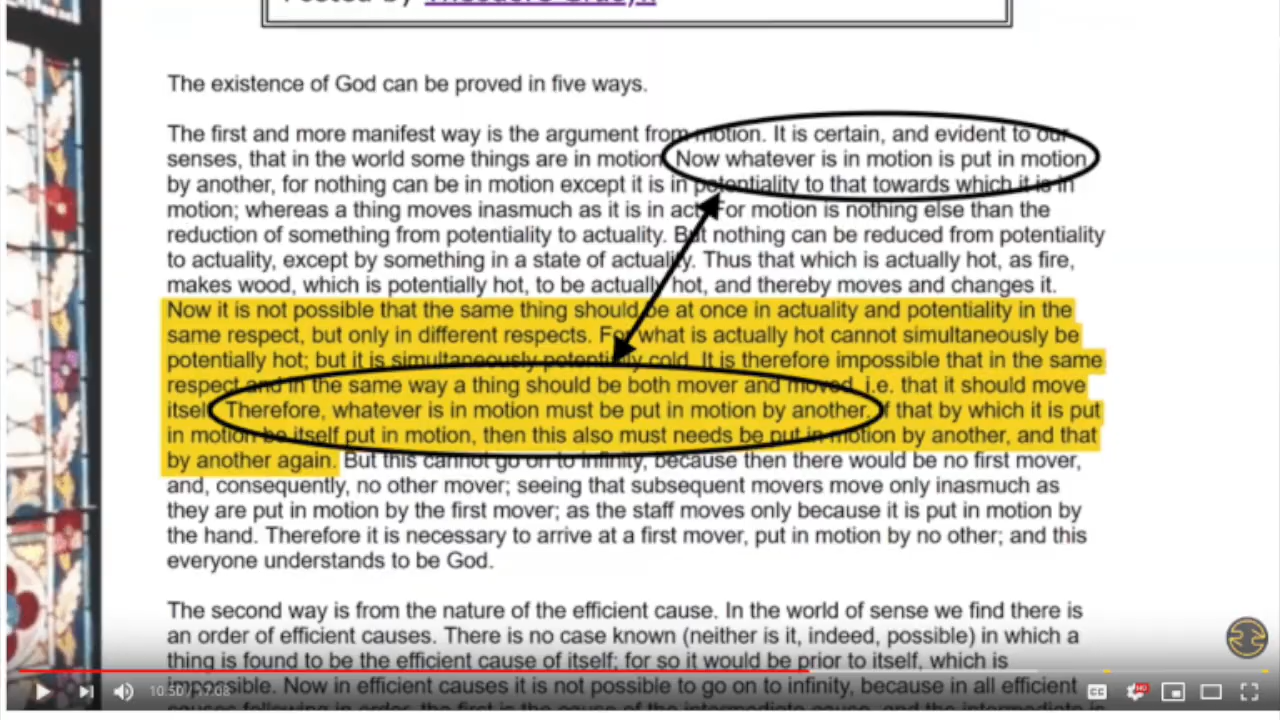 The existence of God can be proved in five ways.
The first and more manifest way is the argument from motion. It is certain, and evident to our
senses, that in the world some things are in motion. Now whatever is in motion is put in motion
by another, for nothing can be in motion except it is in potentiality to that towards which it is in
motion; whereas a thing moves inasmuch as it is in act. For motion is nothing else than the
reduction of something from potentiality to actuality. But nothing can be reduced from potentiality
to actuality, except by something in a state of actuality. Thus that which is actually hot, as fire,
makes wood, which is potentially hot, to be actually hot, and thereby moves and changes it.
Now it is not possible that the same thing should be at once in actuality and potentiality in the
same respect, but only in different respects. For what is actually hot cannot simultaneously be
potentially hot; but it is simultaneously potentially cold. It is therefore impossible that in the same
respect and in the same way a thing should be both mover and moved, i.e. that it should move
itself. Therefore, whatever is in motion must be put in motion by another. If that by which it is put
in motion be itself put in motion, then this also must needs be put in motion by another, and that
by another again. But this cannot go on to infinity, because then there would be no first mover,
and, consequently, no other mover; seeing that subsequent movers move only inasmuch as
they are put in motion by the first mover; as the staff moves only because it is put in motion by
the hand. Therefore it is necessary to arrive at a first mover, put in motion by no other; and this
everyone understands to be God.
The second way is from the nature of the efficient cause. In the world of sense we find there is
an order of efficient causes. There is no case known (neither is it, indeed, possible) in which a
thing is found to be the efficient cause of itself; for so it would be prior to itself, which is
impossible. Now in efficient causes it is not possible to go on to infinity, because in all efficient
10:50 / 17:08
CC
HD